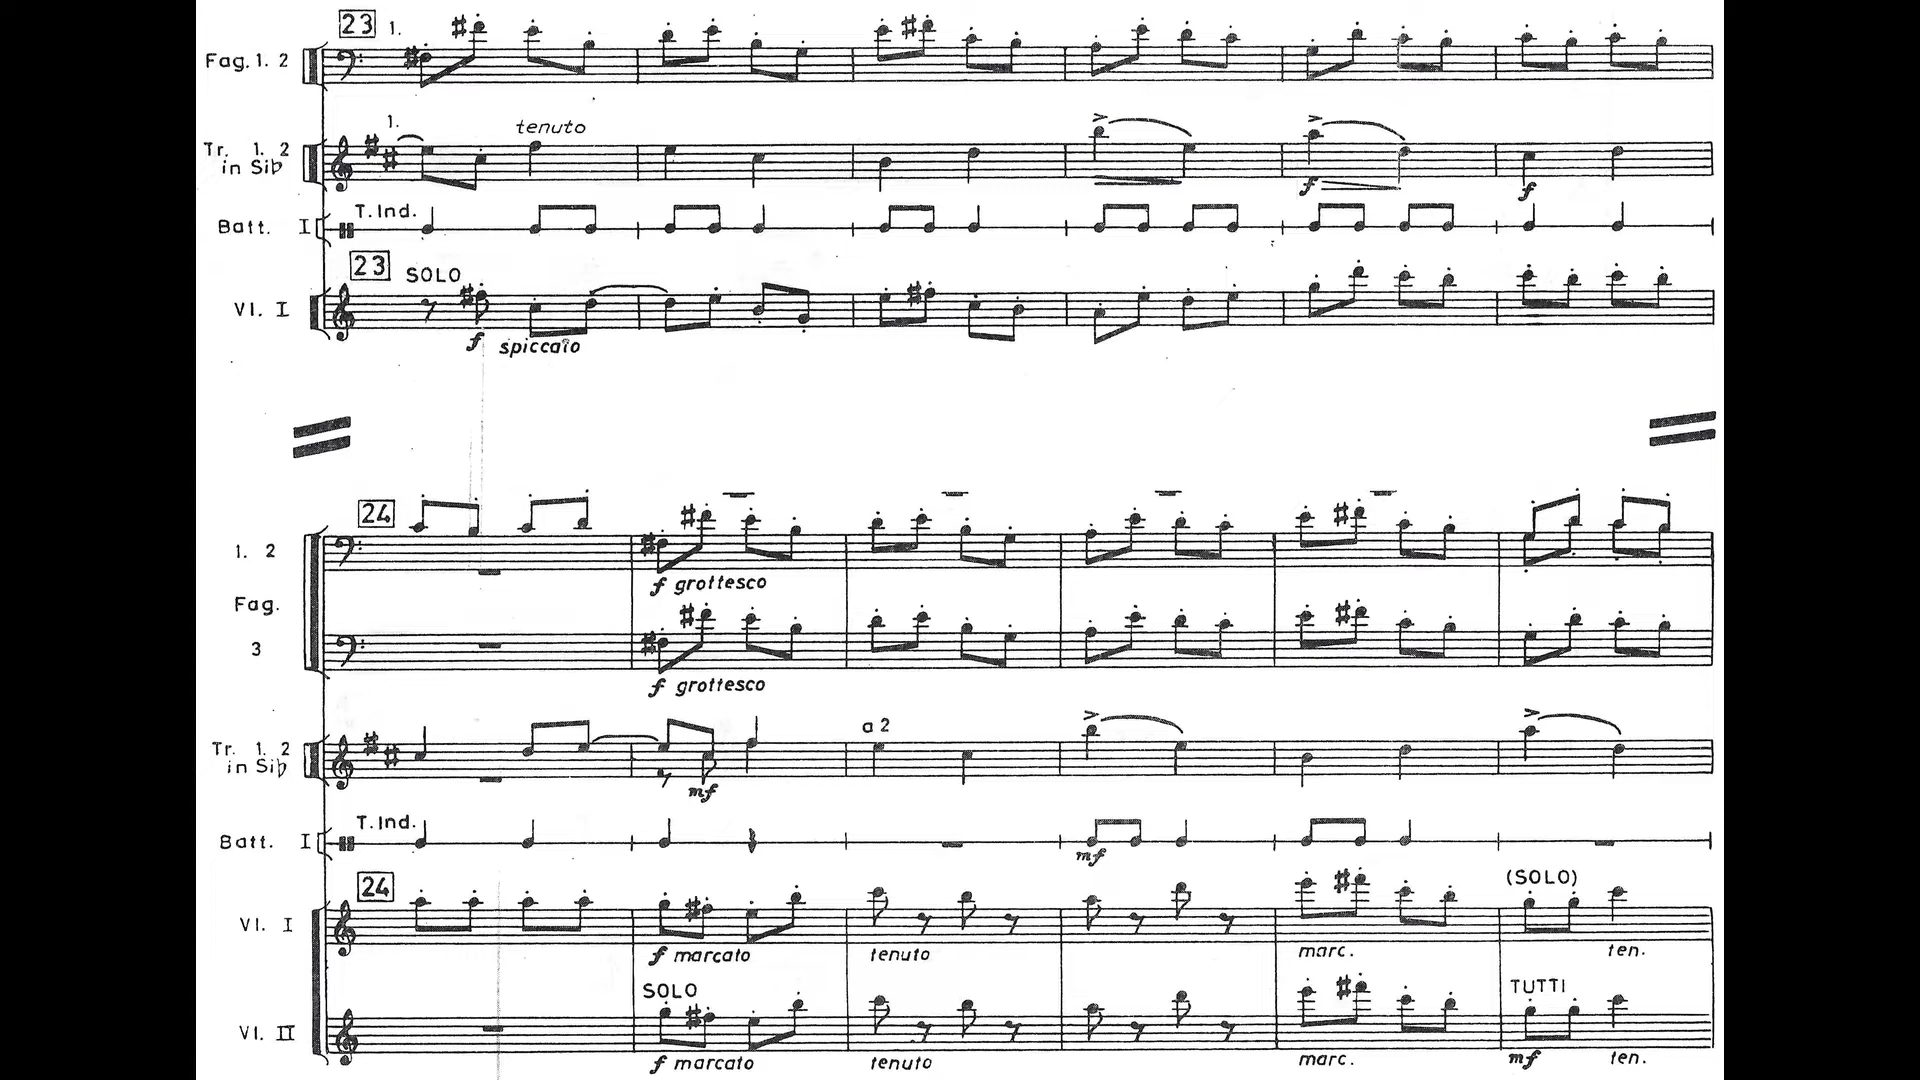 23 1.
Fag. 1. 2
1. tenuto
Tr. 1. 2
in Si♭
f f
T. Ind.
Batt. I
23 SOLO
Vl. I
f spiccato
24
1. 2
f grottesco
Fag.
3
f grottesco
a 2
Tr. 1. 2
in Si♭
mf
T. Ind.
Batt. I
mf
24
(SOLO)
Vl. I
f marcato tenuto marc. ten.
SOLO TUTTI
Vl. II
f marcato tenuto marc. mf ten.